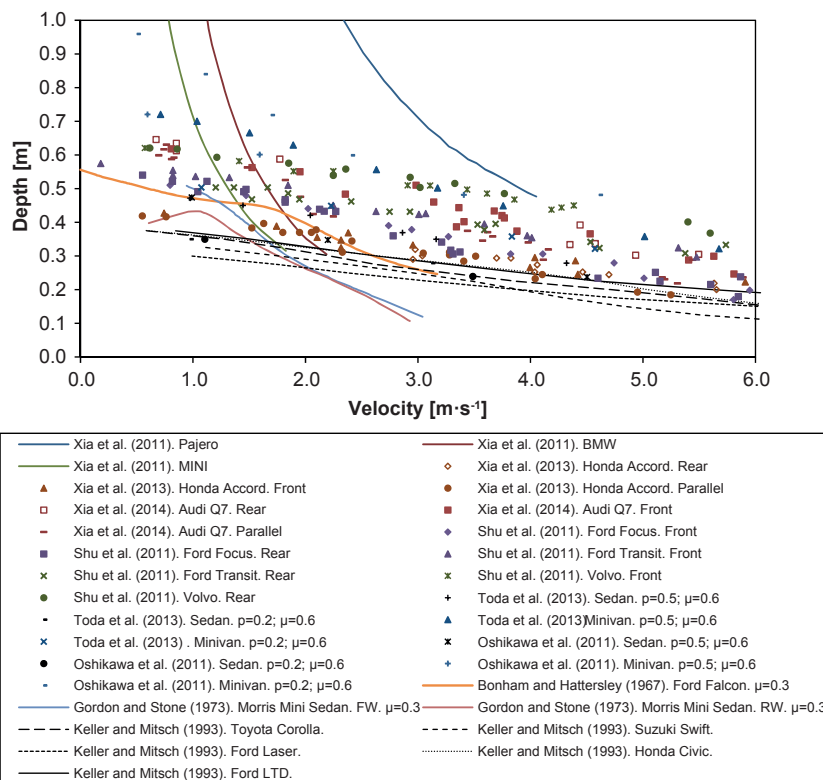 1.0
0.9
0.8
0.7
0.6
0.5
0.4
0.3
0.2
0.1
0.0
Depth [m]
0.0 1.0 2.0 3.0 4.0 5.0 6.0
Velocity [m·s-1]
Xia et al. (2011). Pajero
Xia et al. (2011). BMW
Xia et al. (2011). MINI
Xia et al. (2013). Honda Accord. Rear
Xia et al. (2013). Honda Accord. Front
Xia et al. (2013). Honda Accord. Parallel
Xia et al. (2014). Audi Q7. Rear
Xia et al. (2014). Audi Q7. Front
Xia et al. (2014). Audi Q7. Parallel
Shu et al. (2011). Ford Focus. Front
Shu et al. (2011). Ford Focus. Rear
Shu et al. (2011). Ford Transit. Front
Shu et al. (2011). Ford Transit. Rear
Shu et al. (2011). Volvo. Front
Shu et al. (2011). Volvo. Rear
Toda et al. (2013). Sedan. p=0.5; μ=0.6
Toda et al. (2013). Sedan. p=0.2; μ=0.6
Toda et al. (2013)Minivan. p=0.5; μ=0.6
Toda et al. (2013) . Minivan. p=0.2; μ=0.6
Oshikawa et al. (2011). Sedan. p=0.5; μ=0.6
Oshikawa et al. (2011). Sedan. p=0.2; μ=0.6
Oshikawa et al. (2011). Minivan. p=0.5; μ=0.6
Oshikawa et al. (2011). Minivan. p=0.2; μ=0.6
Bonham and Hattersley (1967). Ford Falcon. μ=0.3
Gordon and Stone (1973). Morris Mini Sedan. FW. μ=0.3
Gordon and Stone (1973). Morris Mini Sedan. RW. μ=0.3
Keller and Mitsch (1993). Toyota Corolla.
Keller and Mitsch (1993). Suzuki Swift.
Keller and Mitsch (1993). Ford Laser.
Keller and Mitsch (1993). Honda Civic.
Keller and Mitsch (1993). Ford LTD.